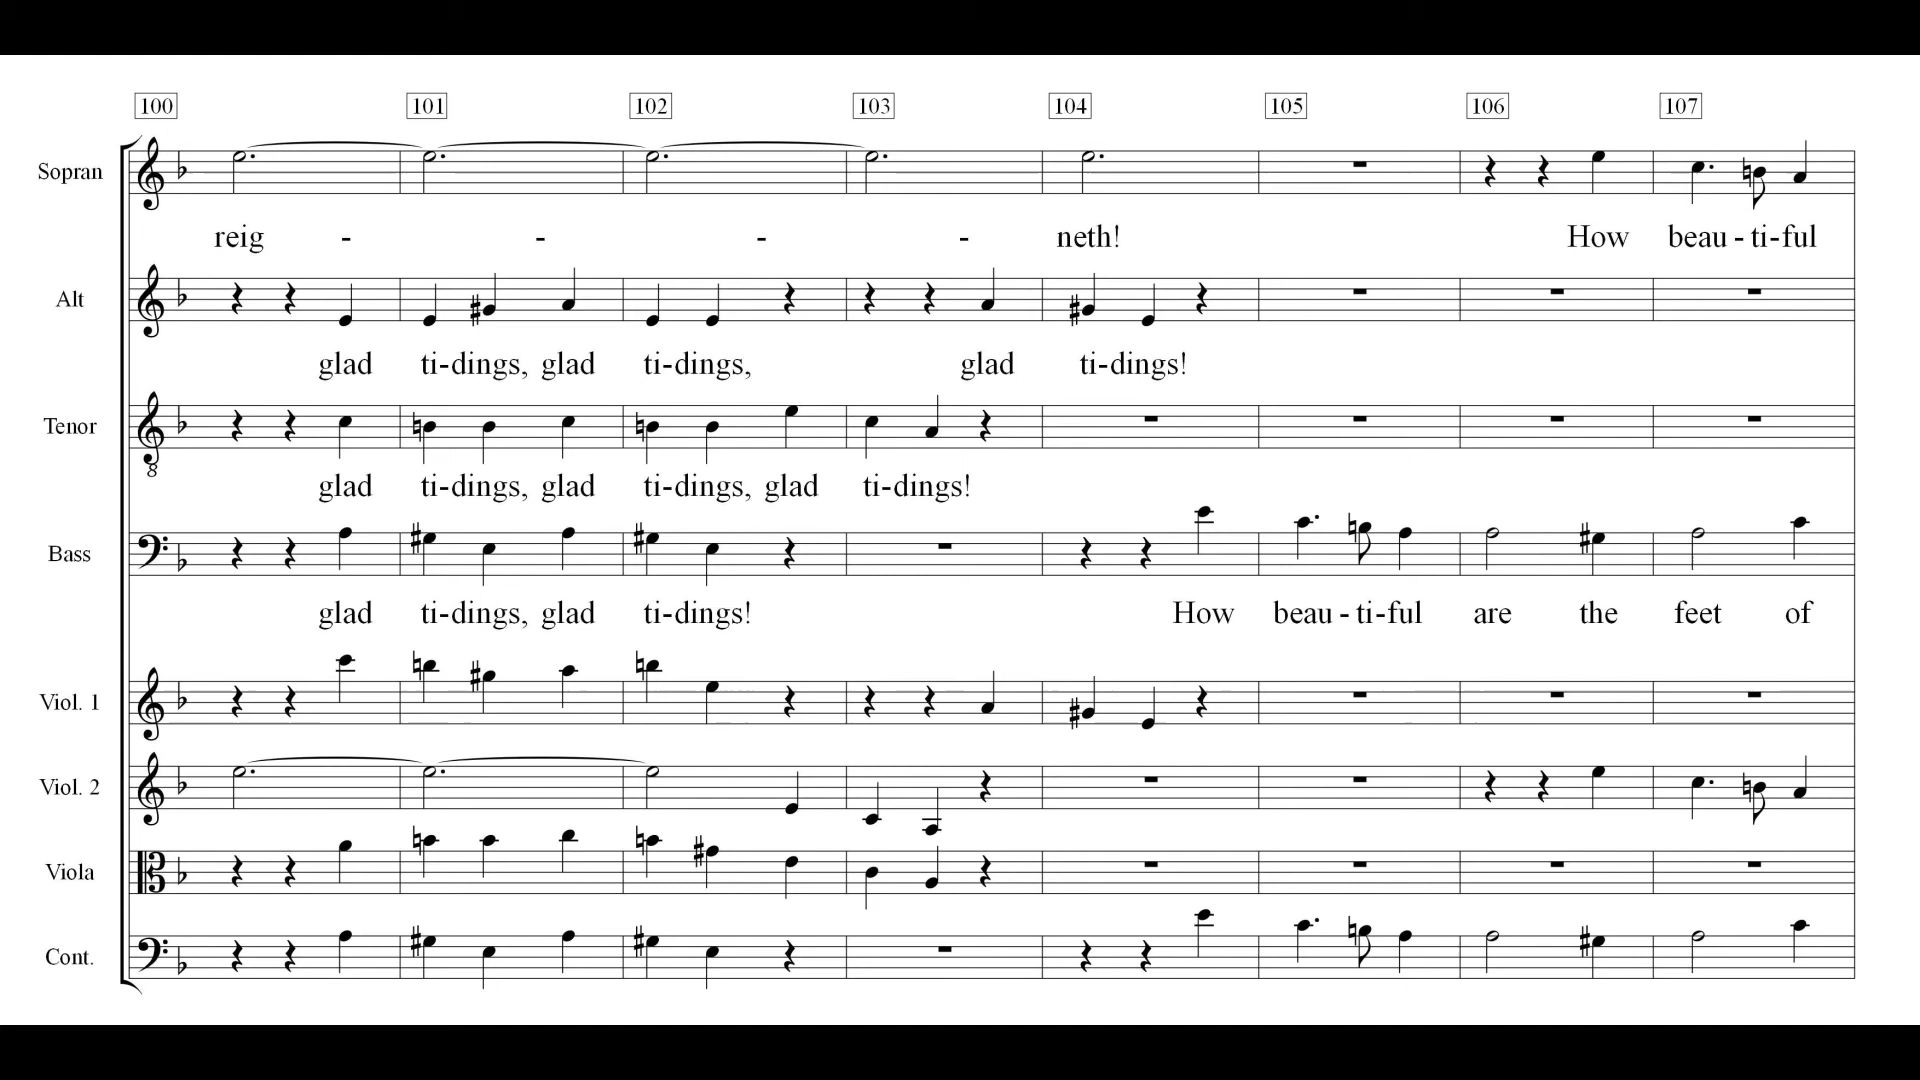 100 101 102 103 104 105 106 107
Sopran
reig - - - - neth! How beau - ti-ful
Alt
glad ti-dings, glad ti-dings, glad ti-dings!
Tenor
8
glad ti-dings, glad ti-dings, glad ti-dings!
Bass
glad ti-dings, glad ti-dings! How beau - ti-ful are the feet of
Viol. 1
Viol. 2
Viola
Cont.